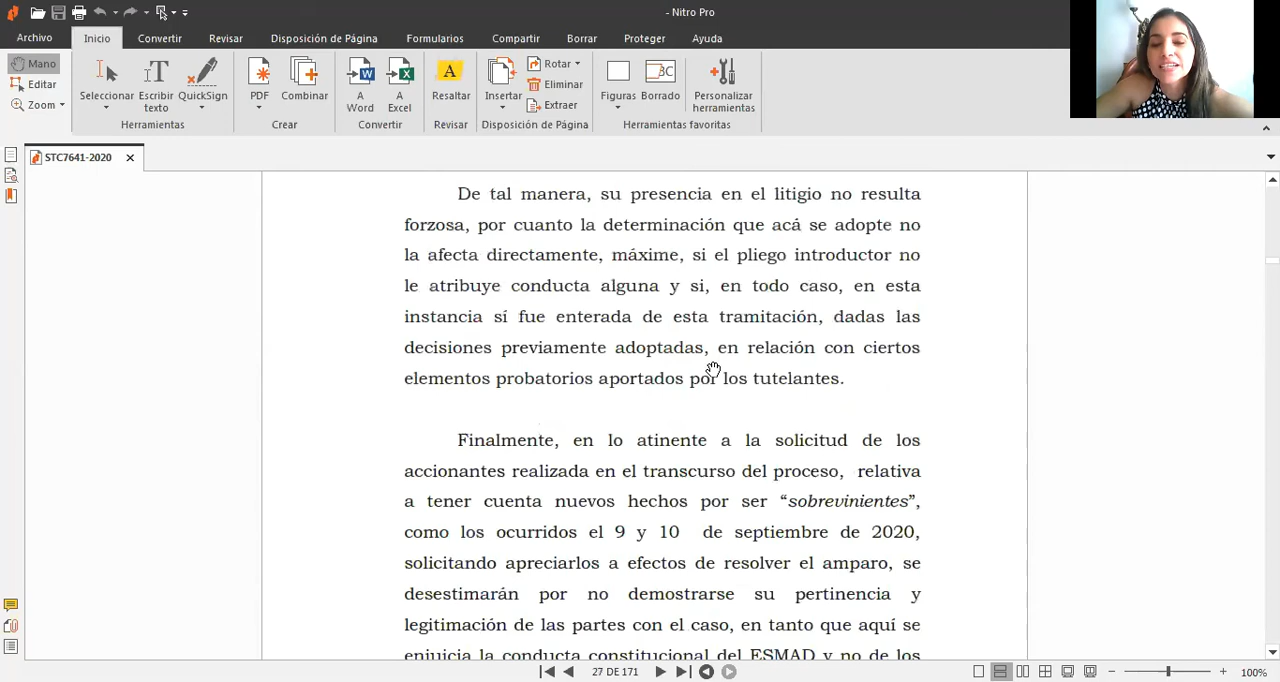 - Nitro Pro
Archivo Inicio Convertir Revisar Disposición de Página Formularios Compartir Borrar Proteger Ayuda
Mano
Editar
Zoom
Seleccionar
Escribir
texto
QuickSign
Herramientas
PDF
Combinar
Crear
A
Word
A
Excel
Convertir
Resaltar
Revisar
Insertar
Rotar
Eliminar
Extraer
Disposición de Página
Figuras
Borrado
Personalizar
herramientas
Herramientas favoritas
STC7641-2020
De tal manera, su presencia en el litigio no resulta
forzosa, por cuanto la determinación que acá se adopte no
la afecta directamente, máxime, si el pliego introductor no
le atribuye conducta alguna y si, en todo caso, en esta
instancia sí fue enterada de esta tramitación, dadas las
decisiones previamente adoptadas, en relación con ciertos
elementos probatorios aportados por los tutelantes.
Finalmente, en lo atinente a la solicitud de los
accionantes realizada en el transcurso del proceso, relativa
a tener cuenta nuevos hechos por ser “sobrevinientes”,
como los ocurridos el 9 y 10 de septiembre de 2020,
solicitando apreciarlos a efectos de resolver el amparo, se
desestimarán por no demostrarse su pertinencia y
legitimación de las partes con el caso, en tanto que aquí se
enjuicia la conducta constitucional del ESMAD y no de los
27 DE 171
100%